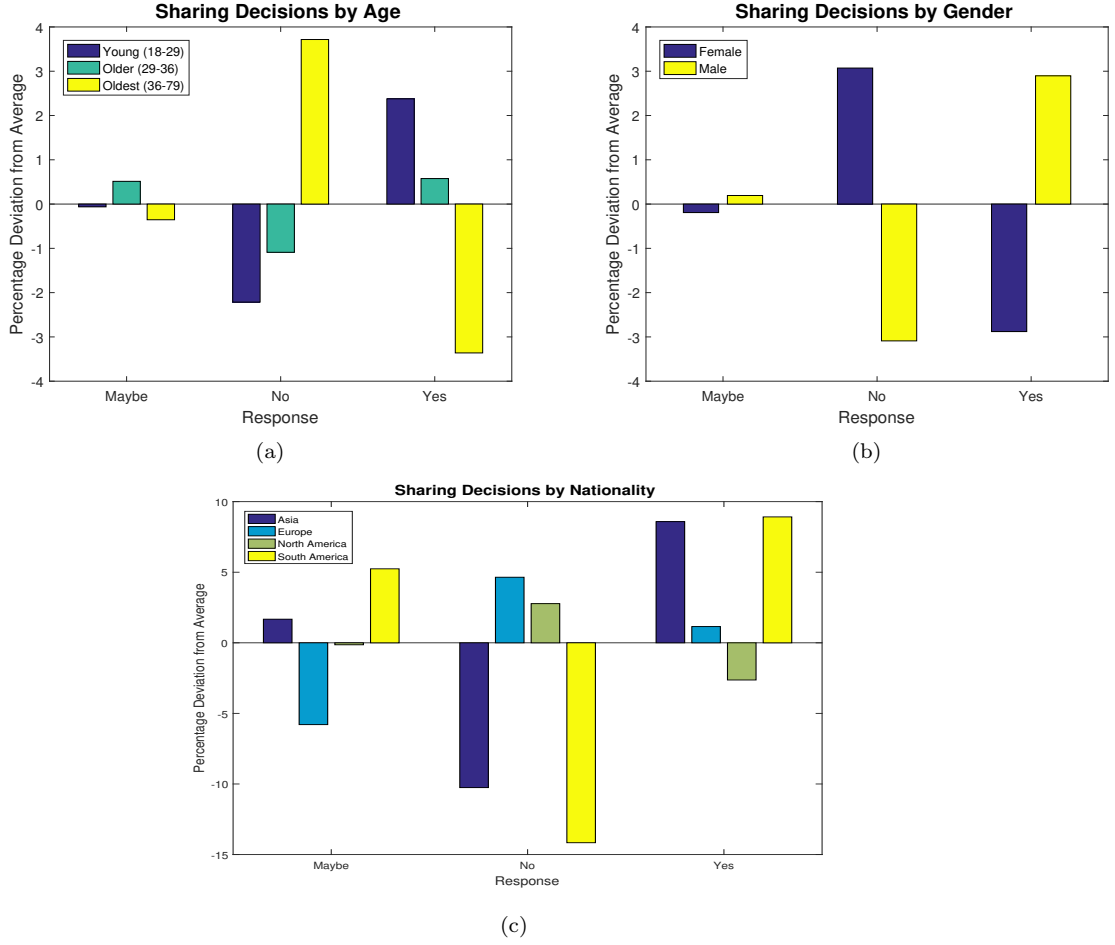 Sharing Decisions by Age
4
3
2
1
0
-1
-2
-3
-4
Percentage Deviation from Average
Young (18-29)
Older (29-36)
Oldest (36-79)
Maybe No Yes
Response
(a)
Sharing Decisions by Gender
4
3
2
1
0
-1
-2
-3
-4
Percentage Deviation from Average
Female
Male
Maybe No Yes
Response
(b)
Sharing Decisions by Nationality
10
5
0
-5
-10
-15
Percentage Deviation from Average
Asia
Europe
North America
South America
Maybe No Yes
Response
(c)